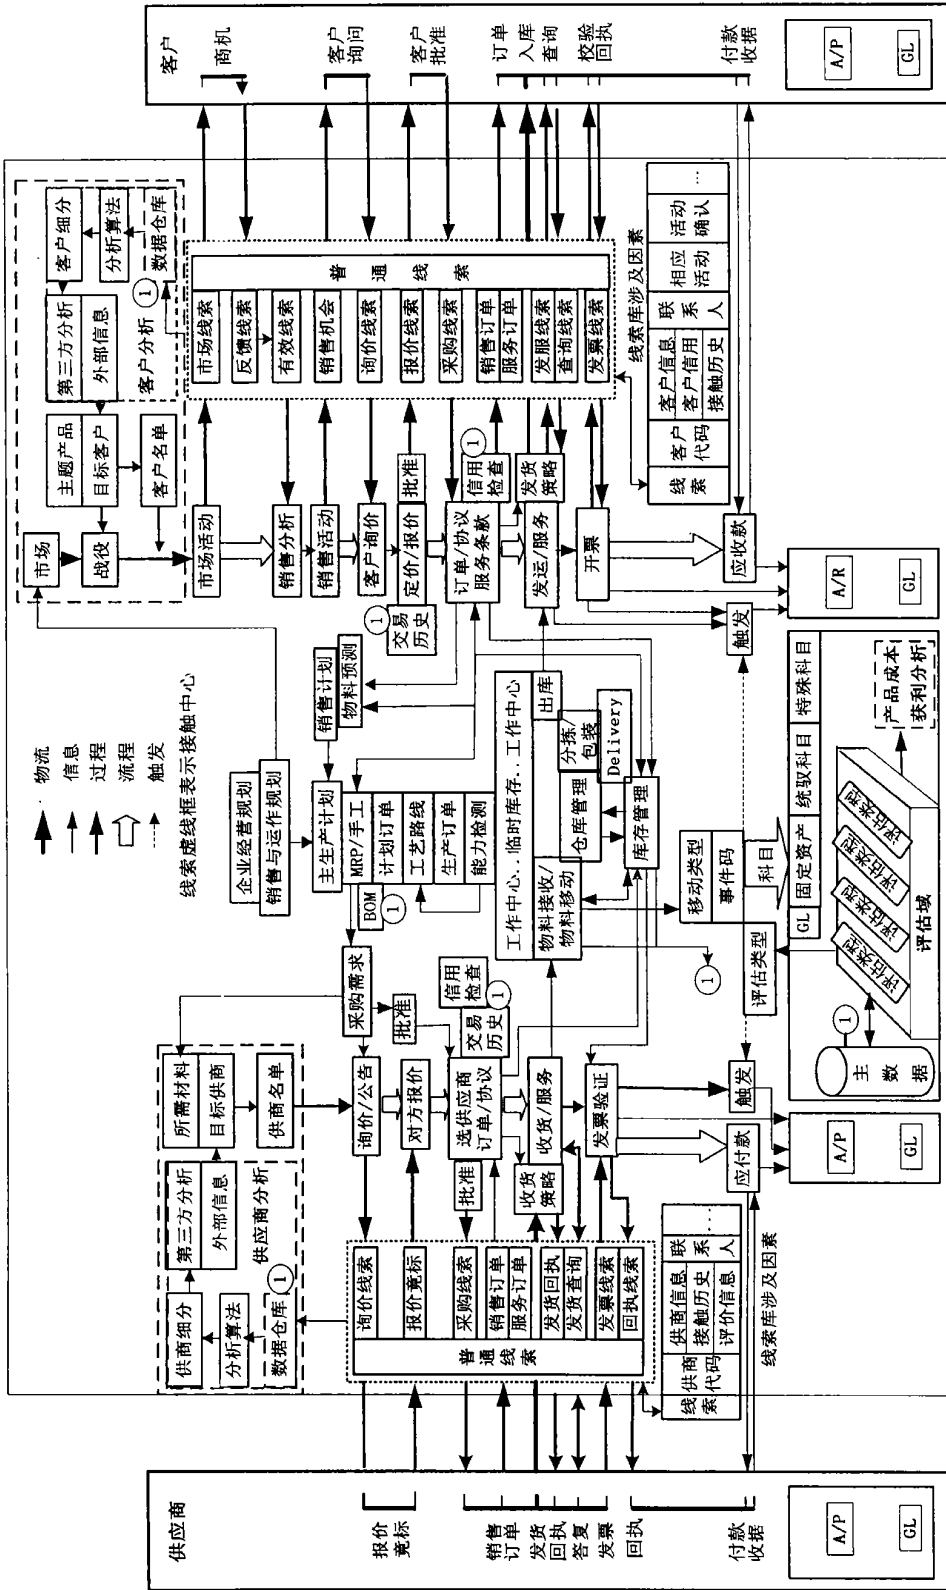 供应商
报价
竞标
销售
订单
发货
回执
答复
发票
回执
付款
收据
A/P
GL
供商细分
分析算法
数据仓库
①
第三方分析
外部信息
供应商分析
所需材料
目标供商
供商名单
询价线索
报价竞标
采购线索
销售订单
服务订单
发货回执
发货查询
发票线索
回执线索
普通线索
线索
供商代码
供商信息
接触历史
评价信息
联系人
…
线索库涉及因素
采购需求
批准
询价/公告
对方报价
选供应商
订单/协议
批准
信用
检查
交易
历史
①
收货/服务
收货
策略
发票验证
应付款
触发
A/P
GL
企业经营规划
销售与运作规划
主生产计划
MRP/手工
计划订单
工艺路线
生产订单
能力检测
BOM
①
销售计划
物料预测
工作中心..临时库存..工作中心
物料接收/
物料移动
仓库管理
库存管理
分拣/
包装
出库
Delivery
移动类型
事件码
科目
①
评估类型
GL
固定资产
统驭科目
特殊科目
主数据
①
评估类型
评估类型
评估类型
评估类型
评估域
产品成本
获利分析
物流
信息
过程
流程
触发
线索虚线框表示接触中心
市场
战役
主题产品
目标客户
客户名单
第三方分析
外部信息
客户分析
客户细分
分析算法
数据仓库
①
市场活动
销售分析
销售活动
客户询价
定价/报价
批准
交易
历史
①
订单/协议
服务条款
信用
检查
①
发运/服务
发货
策略
开票
应收款
触发
A/R
GL
市场线索
反馈线索
有效线索
销售机会
询价线索
报价线索
采购线索
销售订单
服务订单
发服线索
查询线索
发票线索
普通线索
线索库涉及因素
线索
客户代码
客户信息
客户信用
接触历史
联系人
相应活动
活动确认
…
客户
商机
客户
询问
客户
批准
订单
入库
查询
校验
回执
付款
收据
A/P
GL